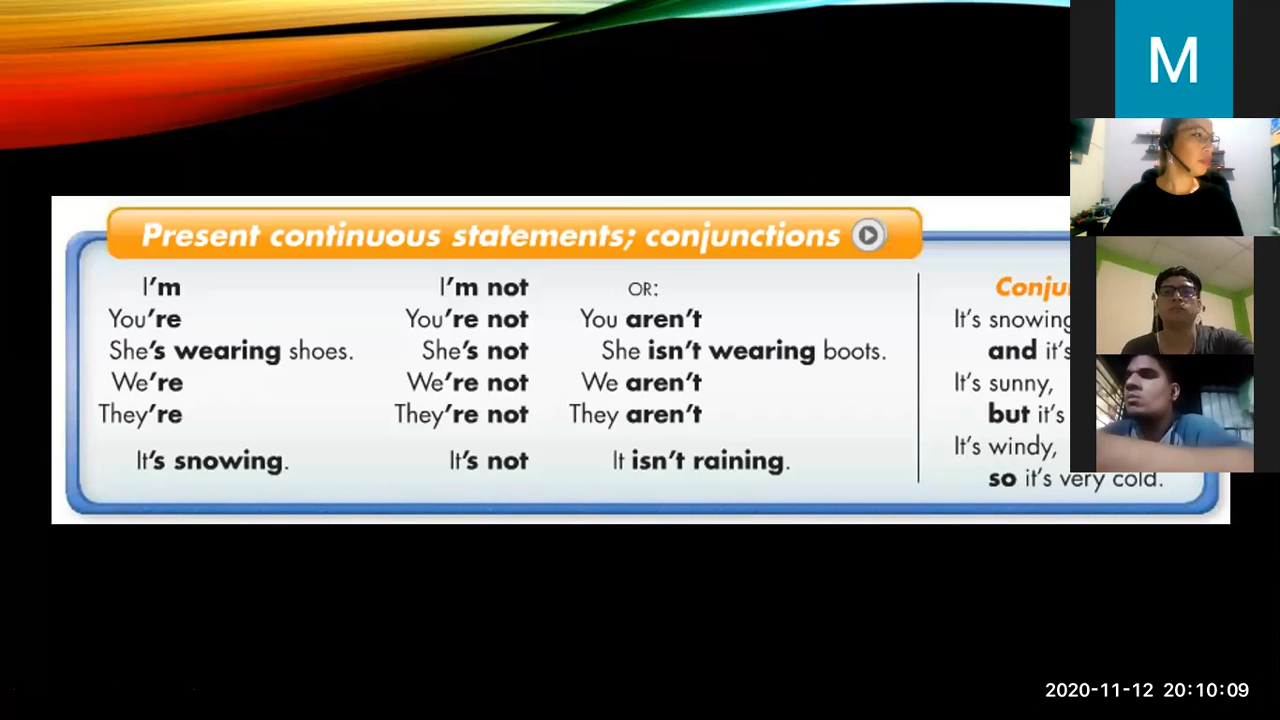 M
Present continuous statements; conjunctions
I'm I'm not OR:
You're You're not You aren't
She's wearing shoes. She's not She isn't wearing boots.
We're We're not We aren't
They're They're not They aren't
It's snowing. It's not It isn't raining.
It's snowing
and it's
It's sunny,
but it's
It's windy,
so it's very cold.
2020-11-12 20:10:09